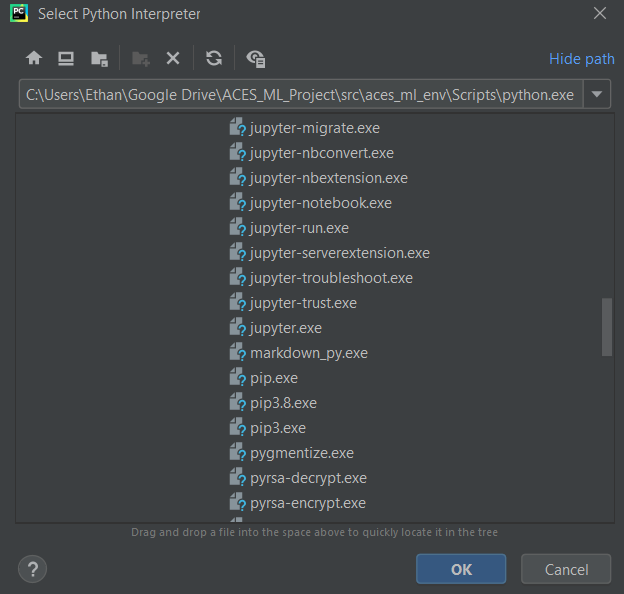 PC Select Python Interpreter
Hide path
C:\Users\Ethan\Google Drive\ACES_ML_Project\src\aces_ml_env\Scripts\python.exe
jupyter-migrate.exe
jupyter-nbconvert.exe
jupyter-nbextension.exe
jupyter-notebook.exe
jupyter-run.exe
jupyter-serverextension.exe
jupyter-troubleshoot.exe
jupyter-trust.exe
jupyter.exe
markdown_py.exe
pip.exe
pip3.8.exe
pip3.exe
pygmentize.exe
pyrsa-decrypt.exe
pyrsa-encrypt.exe
Drag and drop a file into the space above to quickly locate it in the tree
? OK Cancel